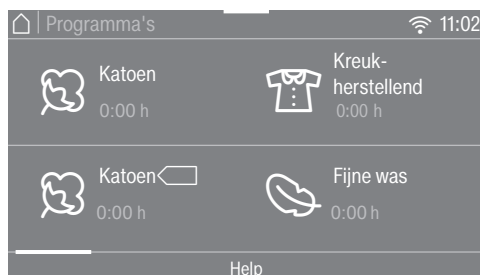 Programma's 11:02
Katoen
0:00 h
Kreuk-
herstellend
0:00 h
Katoen
0:00 h
Fijne was
0:00 h
Help